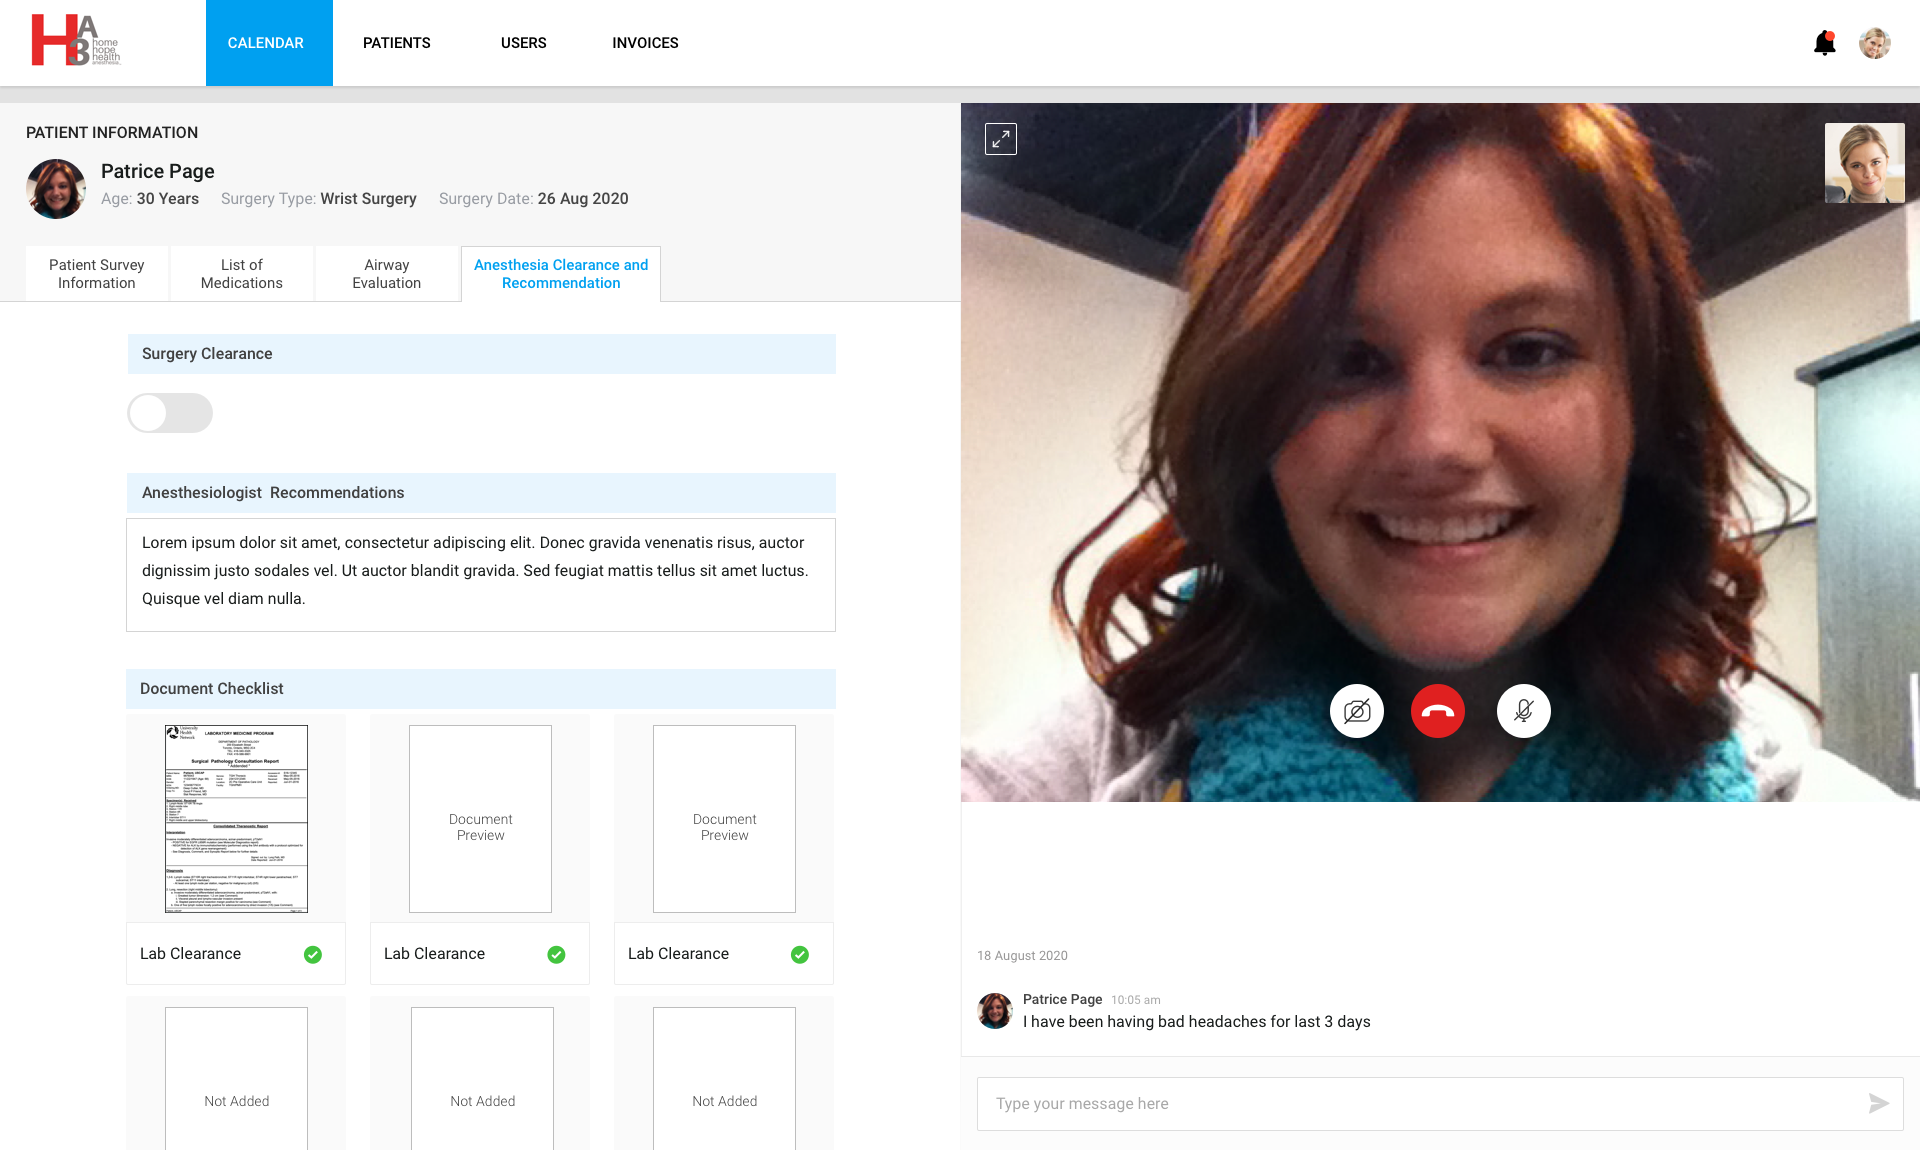 HA3
home
hope
health
anesthesia
CALENDAR
PATIENTS
USERS
INVOICES
PATIENT INFORMATION
Patrice Page
Age: 30 Years
Surgery Type: Wrist Surgery
Surgery Date: 26 Aug 2020
Patient Survey
Information
List of
Medications
Airway
Evaluation
Anesthesia Clearance and
Recommendation
Surgery Clearance
Anesthesiologist Recommendations
Lorem ipsum dolor sit amet, consectetur adipiscing elit. Donec gravida venenatis risus, auctor
dignissim justo sodales vel. Ut auctor blandit gravida. Sed feugiat mattis tellus sit amet luctus.
Quisque vel diam nulla.
Document Checklist
University
Health
Network
LABORATORY MEDICINE PROGRAM
Surgical Pathology Consultation Report
Document
Preview
Document
Preview
Lab Clearance
Lab Clearance
Lab Clearance
Not Added
Not Added
Not Added
18 August 2020
Patrice Page 10:05 am
I have been having bad headaches for last 3 days
Type your message here